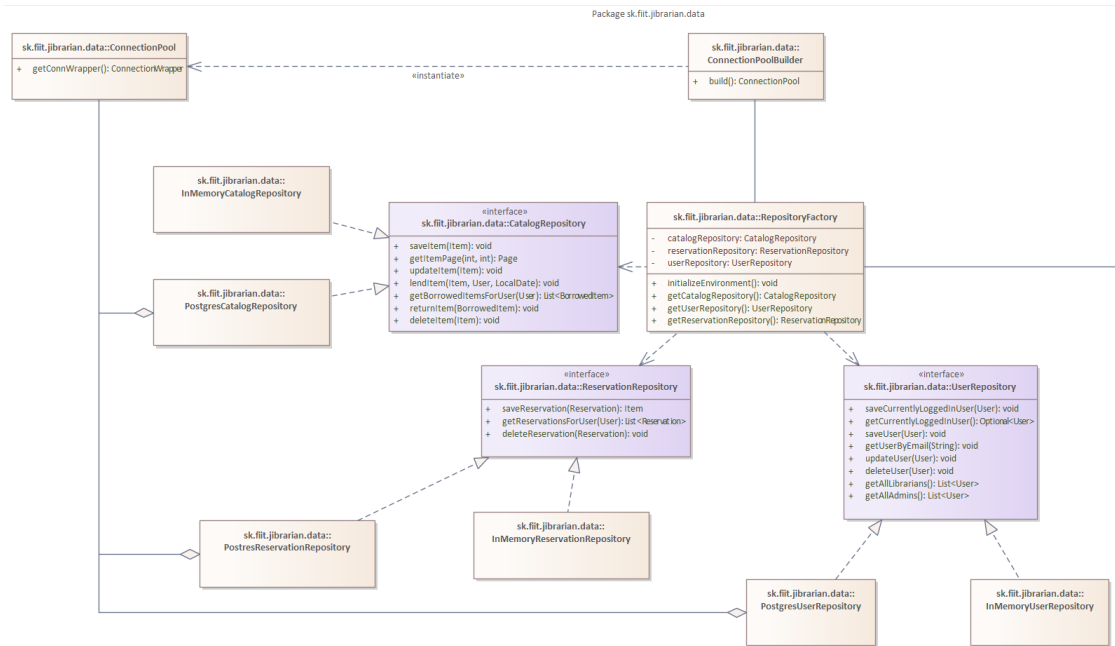 Package sk.fiit.jibrarian.data
sk.fiit.jibrarian.data::ConnectionPool
+ getConnWrapper(): ConnectionWrapper
sk.fiit.jibrarian.data::
ConnectionPoolBuilder
+ build(): ConnectionPool
«instantiate»
sk.fiit.jibrarian.data::
InMemoryCatalogRepository
«interface»
sk.fiit.jibrarian.data::CatalogRepository
+ saveItem(Item): void
+ getItemPage(int, int): Page
+ updateItem(Item): void
+ lendItem(Item, User, LocalDate): void
+ getBorrowedItemsForUser(User): List<BorrowedItem>
+ returnItem(BorrowedItem): void
+ deleteItem(Item): void
sk.fiit.jibrarian.data::RepositoryFactory
- catalogRepository: CatalogRepository
- reservationRepository: ReservationRepository
- userRepository: UserRepository
+ initializeEnvironment(): void
+ getCatalogRepository(): CatalogRepository
+ getUserRepository(): UserRepository
+ getReservationRepository(): ReservationRepository
sk.fiit.jibrarian.data::
PostgresCatalogRepository
«interface»
sk.fiit.jibrarian.data::ReservationRepository
+ saveReservation(Reservation): Item
+ getReservationsForUser(User): List<Reservation>
+ deleteReservation(Reservation): void
«interface»
sk.fiit.jibrarian.data::UserRepository
+ saveCurrentlyLoggedInUser(User): void
+ getCurrentlyLoggedInUser(): Optional<User>
+ saveUser(User): void
+ getUserByEmail(String): void
+ updateUser(User): void
+ deleteUser(User): void
+ getAllLibrarians(): List<User>
+ getAllAdmins(): List<User>
sk.fiit.jibrarian.data::
PostresReservationRepository
sk.fiit.jibrarian.data::
InMemoryReservationRepository
sk.fiit.jibrarian.data::
PostgresUserRepository
sk.fiit.jibrarian.data::
InMemoryUserRepository